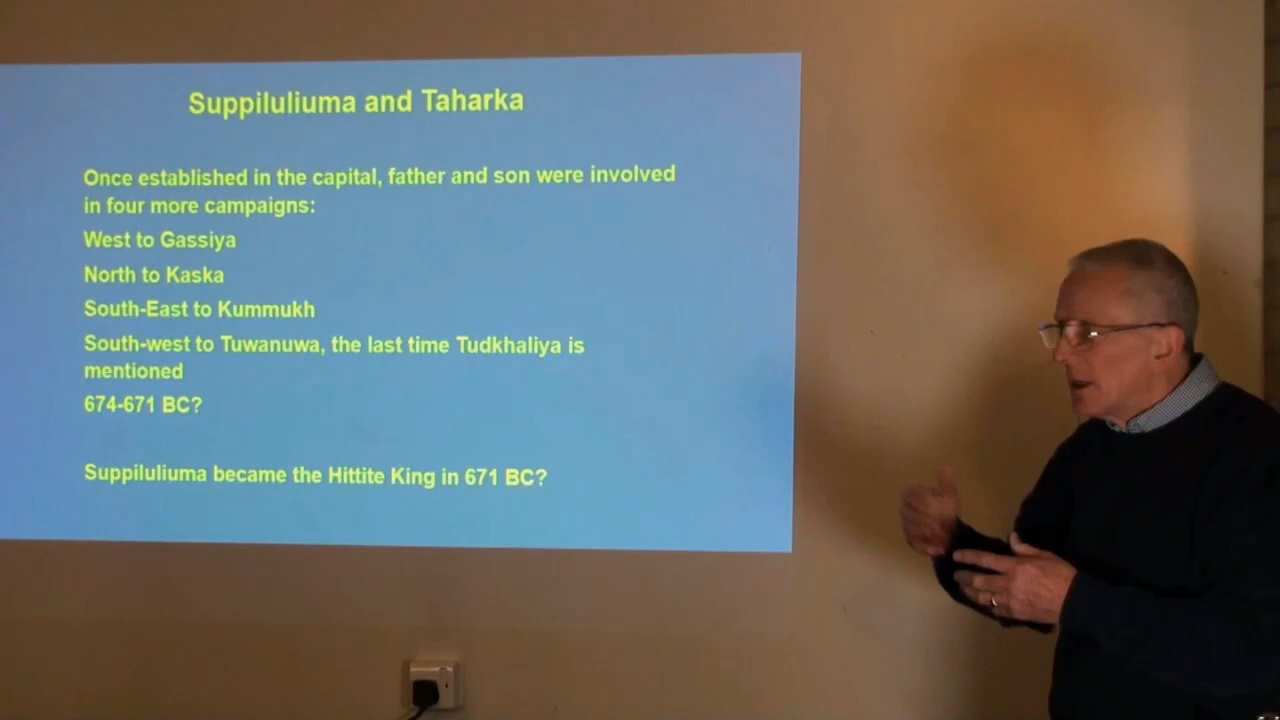 Suppiluliuma and Taharka
Once established in the capital, father and son were involved
in four more campaigns:
West to Gassiya
North to Kaska
South-East to Kummukh
South-west to Tuwanuwa, the last time Tudkhaliya is
mentioned
674-671 BC?
Suppiluliuma became the Hittite King in 671 BC?